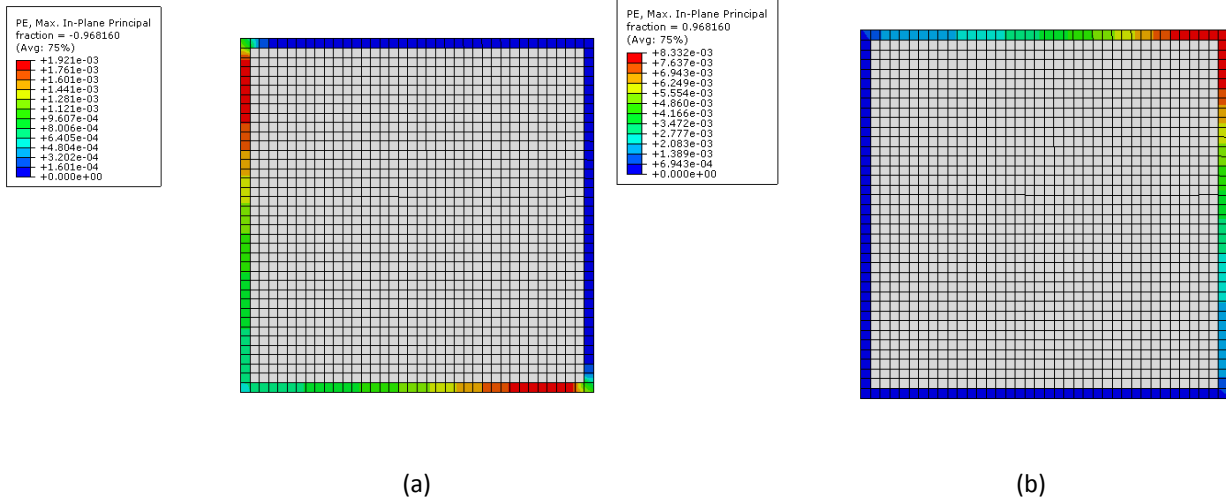 PE, Max. In-Plane Principal
fraction = -0.968160
(Avg: 75%)
+1.921e-03
+1.761e-03
+1.601e-03
+1.441e-03
+1.281e-03
+1.121e-03
+9.607e-04
+8.006e-04
+6.405e-04
+4.804e-04
+3.202e-04
+1.601e-04
+0.000e+00
PE, Max. In-Plane Principal
fraction = 0.968160
(Avg: 75%)
+8.332e-03
+7.637e-03
+6.943e-03
+6.249e-03
+5.554e-03
+4.860e-03
+4.166e-03
+3.472e-03
+2.777e-03
+2.083e-03
+1.389e-03
+6.943e-04
+0.000e+00
(a)
(b)